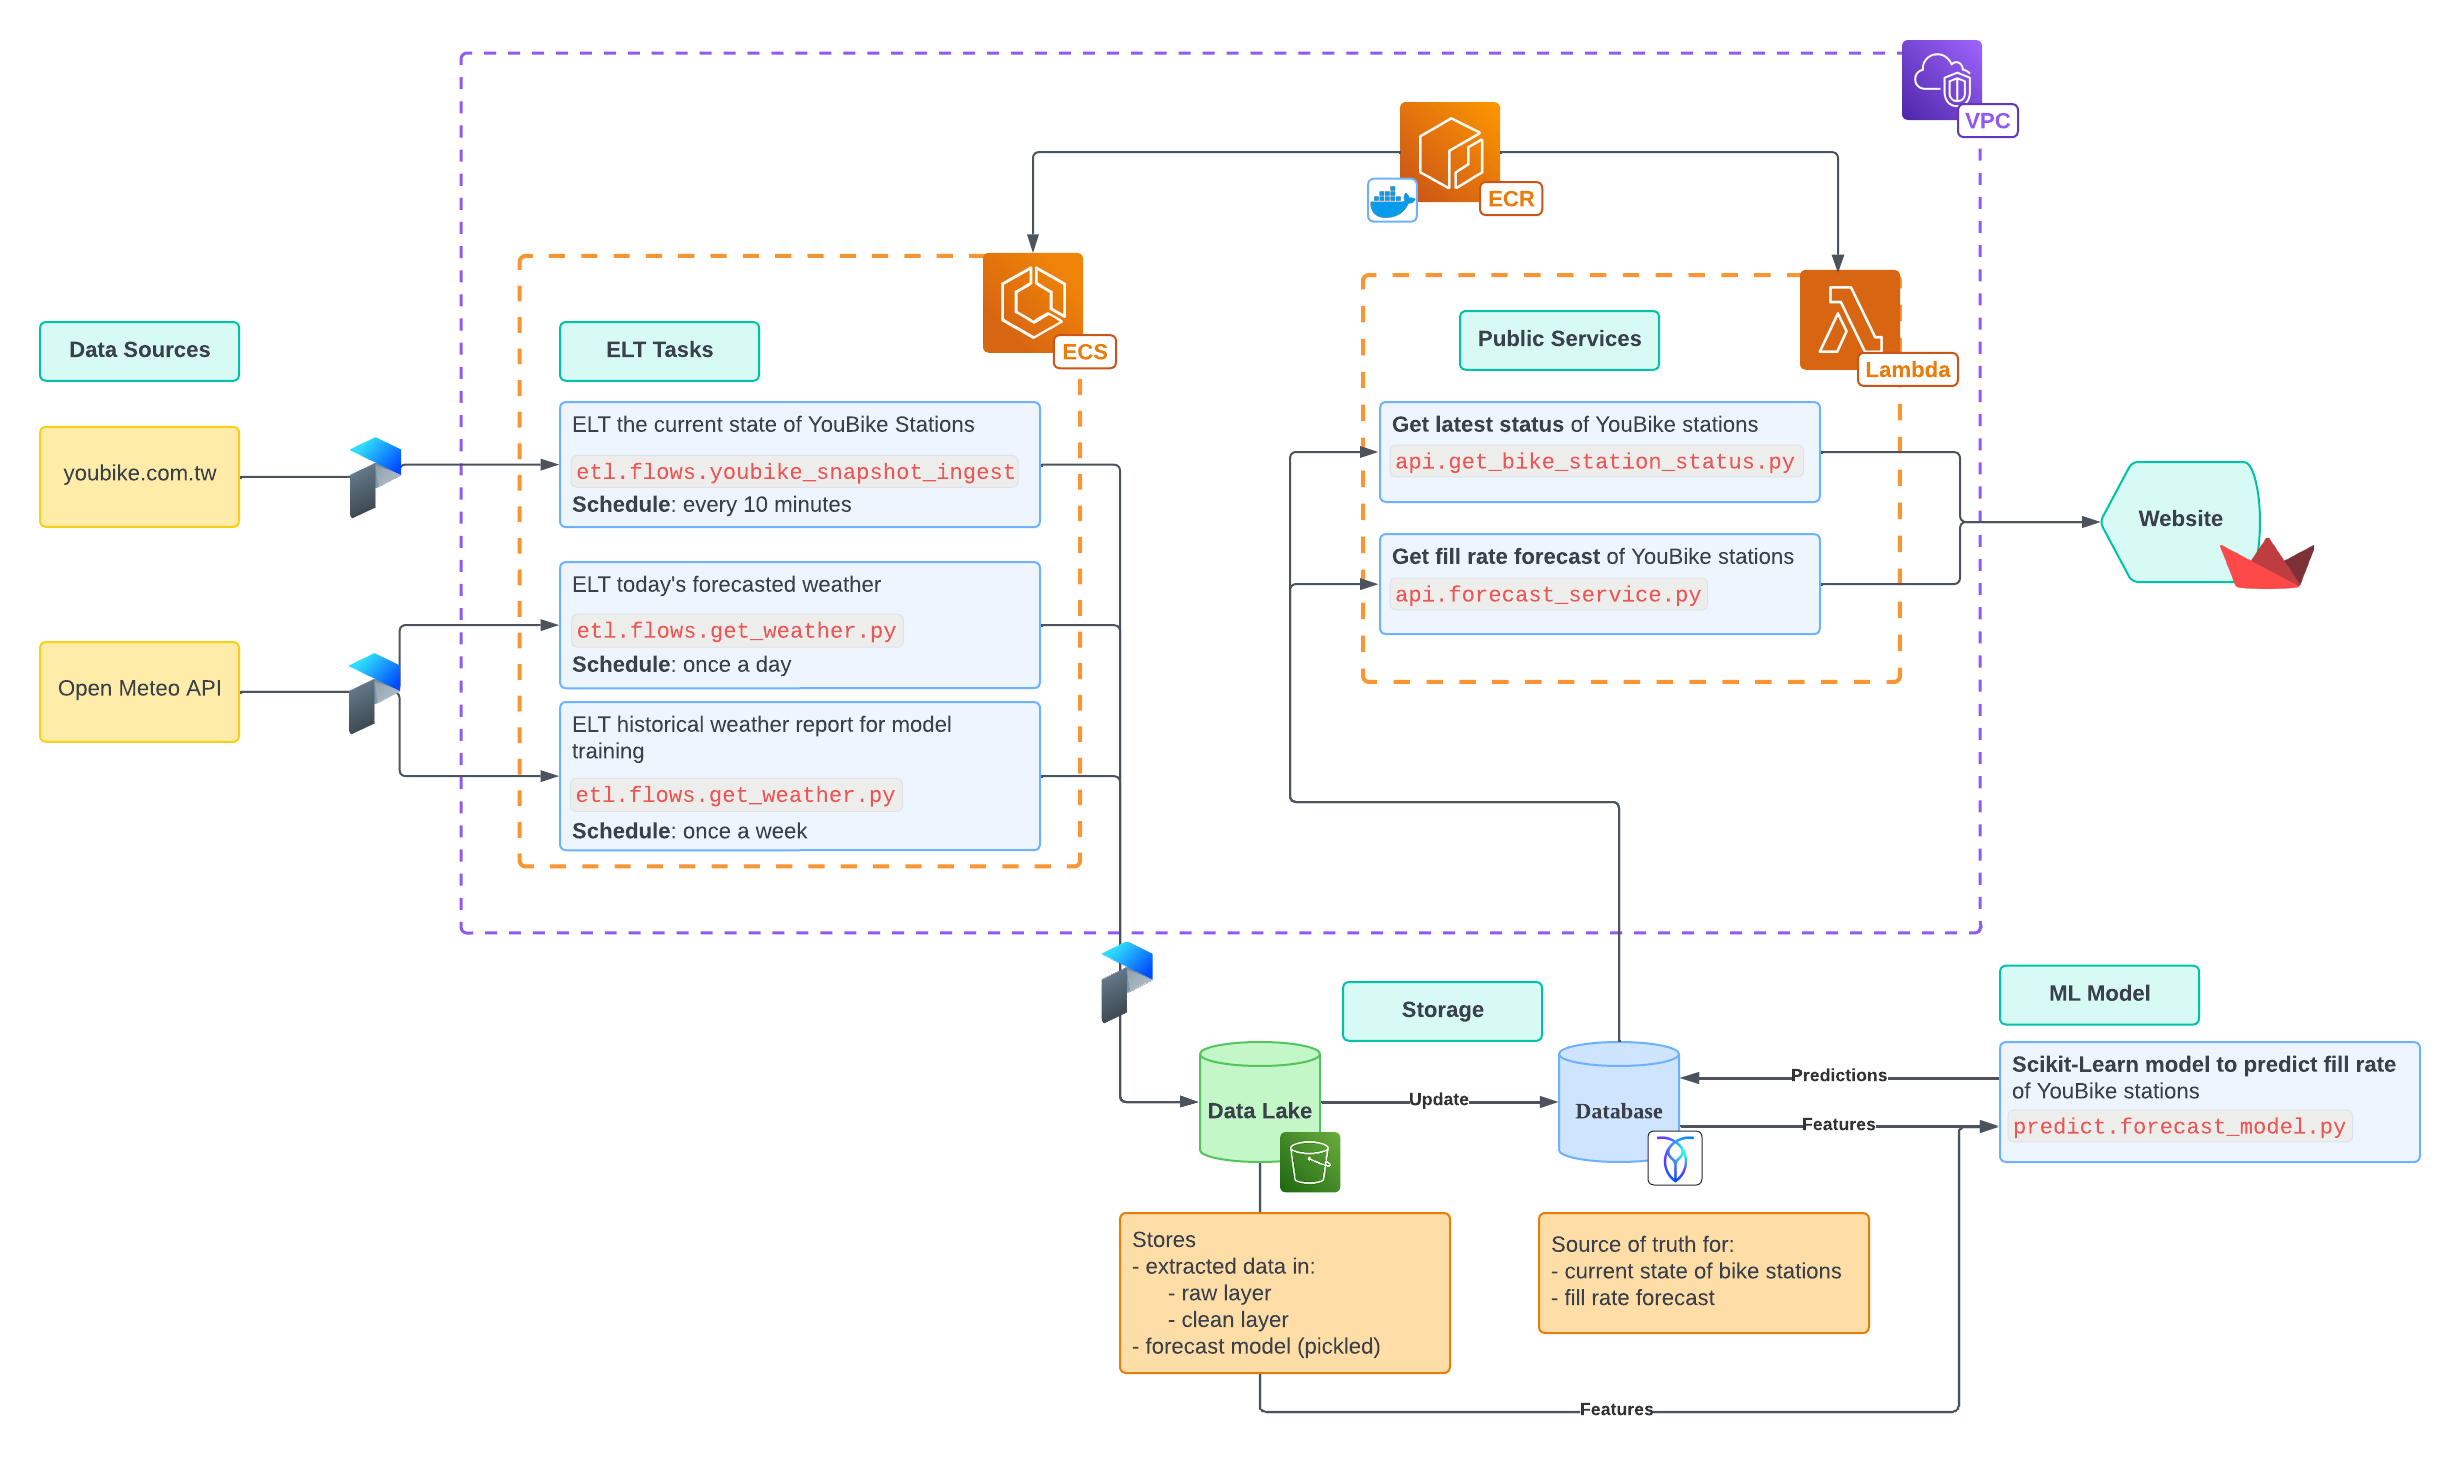 VPC
ECR
ECS
Lambda
Data Sources
youbike.com.tw
Open Meteo API
ELT Tasks
ELT the current state of YouBike Stations
etl.flows.youbike_snapshot_ingest
Schedule: every 10 minutes
ELT today's forecasted weather
etl.flows.get_weather.py
Schedule: once a day
ELT historical weather report for model
training
etl.flows.get_weather.py
Schedule: once a week
Public Services
Get latest status of YouBike stations
api.get_bike_station_status.py
Get fill rate forecast of YouBike stations
api.forecast_service.py
Website
Storage
Data Lake
Update
Database
Predictions
Features
ML Model
Scikit-Learn model to predict fill rate
of YouBike stations
predict.forecast_model.py
Stores
- extracted data in:
- raw layer
- clean layer
- forecast model (pickled)
Source of truth for:
- current state of bike stations
- fill rate forecast
Features